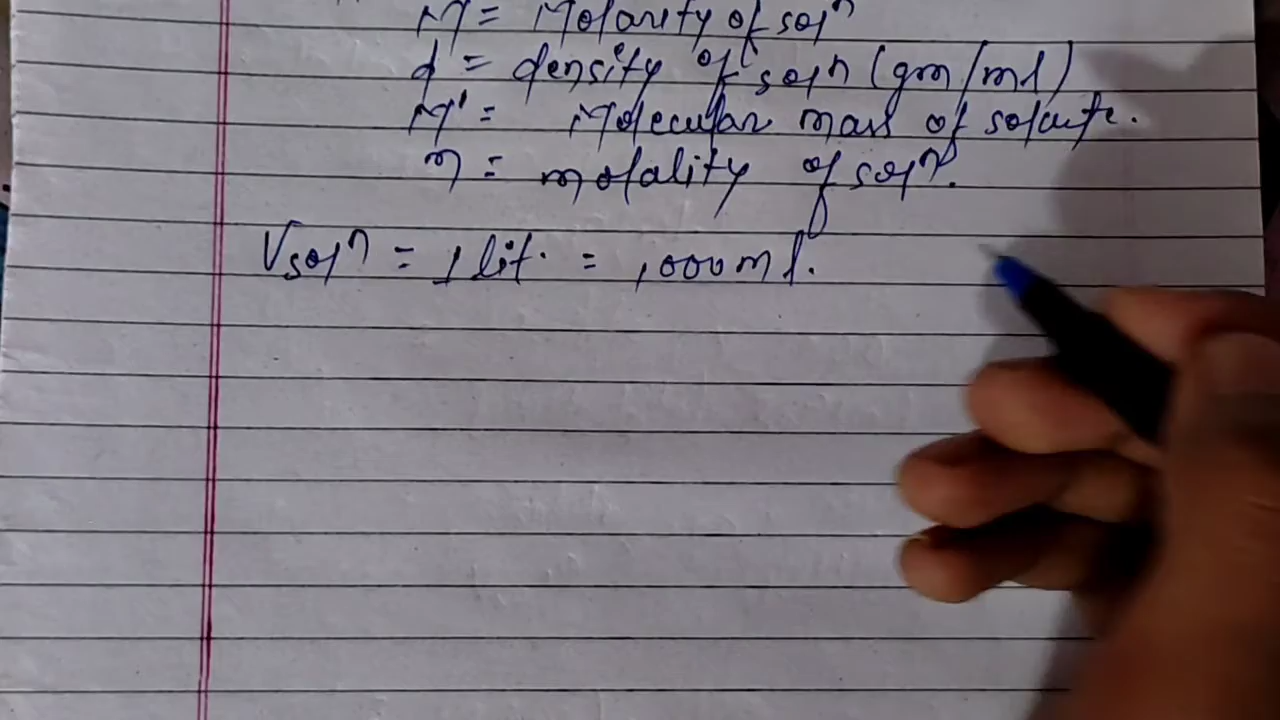 M = Molarity of solⁿ
d = density of solⁿ (gm/ml)
M' = Molecular mass of solute.
m = molality of solⁿ.
Vsolⁿ = 1 lit. = 1000 ml.